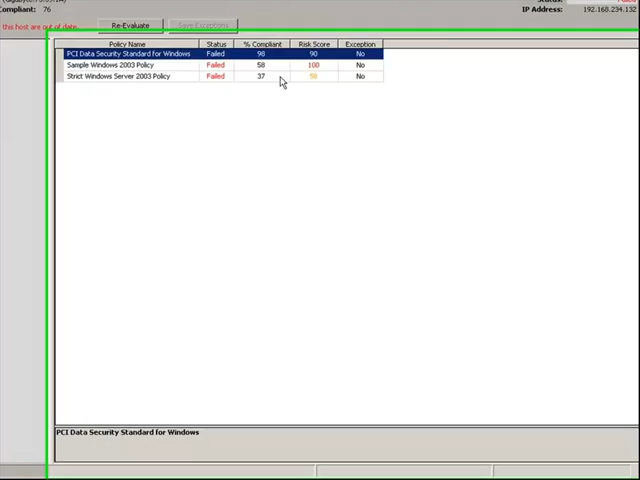 Compliant: 76
IP Address: 192.168.234.132
this host are out of date.
Re-Evaluate
Save Exceptions
Policy Name Status % Compliant Risk Score Exception
PCI Data Security Standard for Windows Failed 98 90 No
Sample Windows 2003 Policy Failed 58 100 No
Strict Windows Server 2003 Policy Failed 37 58 No
PCI Data Security Standard for Windows